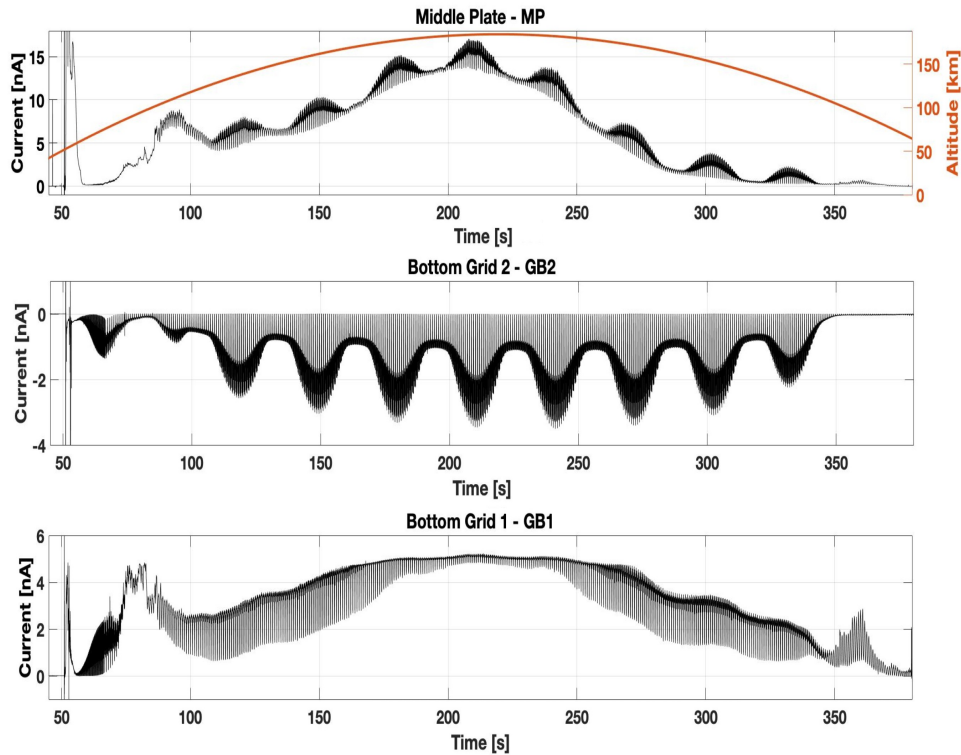 Middle Plate - MP
Current [nA]
15
10
5
0
150
100
50
0
Altitude [km]
50 100 150 200 250 300 350
Time [s]
Bottom Grid 2 - GB2
Current [nA]
0
-2
-4
50 100 150 200 250 300 350
Time [s]
Bottom Grid 1 - GB1
Current [nA]
6
4
2
0
50 100 150 200 250 300 350
Time [s]